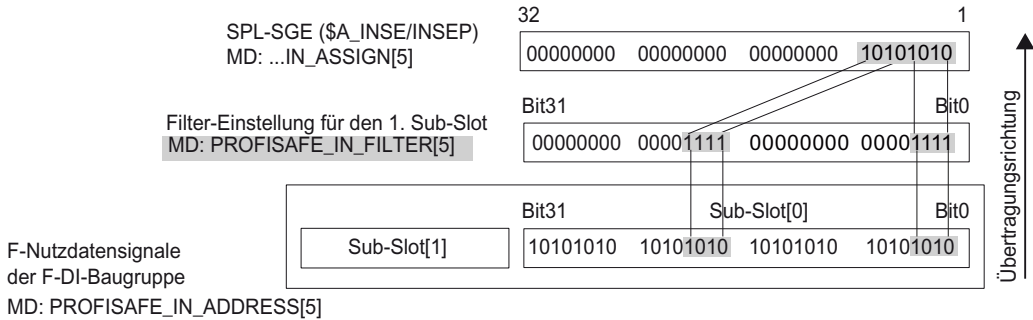 32 1
SPL-SGE ($A_INSE/INSEP)
MD: ...IN_ASSIGN[5]
00000000 00000000 00000000 10101010
Bit31 Bit0
Filter-Einstellung für den 1. Sub-Slot
MD: PROFISAFE_IN_FILTER[5]
00000000 00001111 00000000 00001111
Übertragungsrichtung
Bit31 Sub-Slot[0] Bit0
Sub-Slot[1]
10101010 10101010 10101010 10101010
F-Nutzdatensignale
der F-DI-Baugruppe
MD: PROFISAFE_IN_ADDRESS[5]